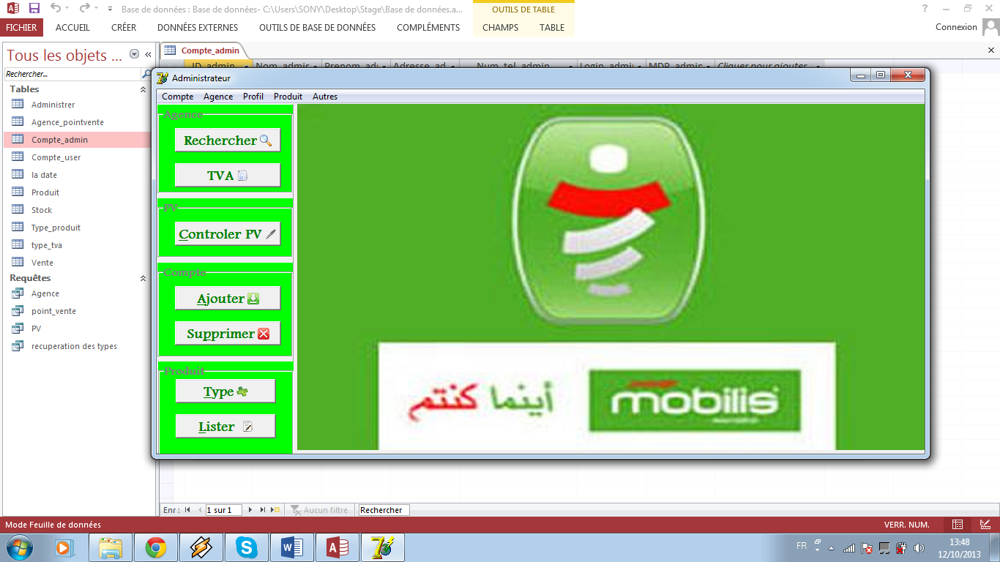 Base de données : Base de données- C:\Users\SONY\Desktop\Stage\Base de données.a...
OUTILS DE TABLE
FICHIER
ACCUEIL
CRÉER
DONNÉES EXTERNES
OUTILS DE BASE DE DONNÉES
COMPLÉMENTS
CHAMPS
TABLE
Connexion
Tous les objets ...
Rechercher...
Tables
Administrer
Agence_pointvente
Compte_admin
Compte_user
la date
Produit
Stock
Type_produit
type_tva
Vente
Requêtes
Agence
point_vente
PV
recuperation des types
Compte_admin
ID_admin
Nom_admir
Prenom_adı
Adresse_ad
Num_tel_admin
Login_admiı
MDP_admir
Cliquer pour ajouter
Administrateur
Compte Agence Profil Produit Autres
Agence
Rechercher
TVA
PV
Controler PV
Compte
Ajouter
Supprimer
Produit
Type
Lister
أينما كنتم
mobilis
Enr :
1 sur 1
Aucun filtre
Rechercher
Mode Feuille de données
VERR. NUM.
FR
13:48
12/10/2013